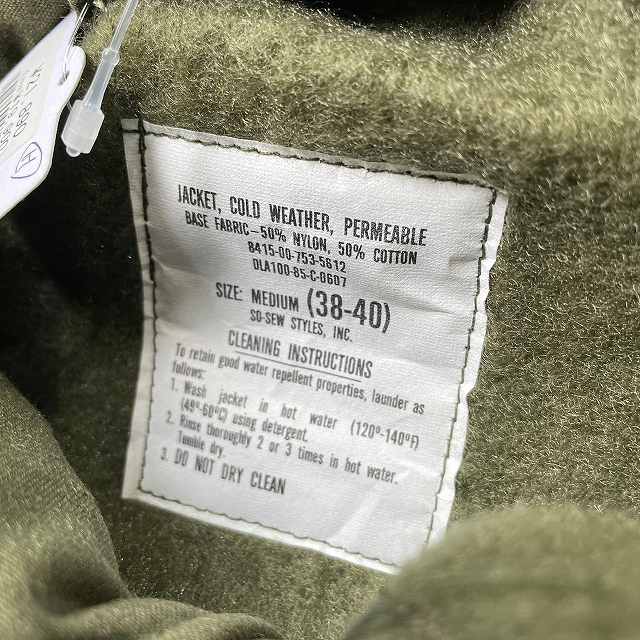 JACKET, COLD WEATHER, PERMEABLE
BASE FABRIC-50% NYLON, 50% COTTON
8415-00-753-5612
DLA100-85-C-0607
SIZE: MEDIUM (38-40)
SO-SEW STYLES, INC.
CLEANING INSTRUCTIONS
To retain good water repellent properties, launder as
follows:
1. Wash jacket in hot water (120°-140°F)
(49°-60°C) using detergent.
2. Rinse thoroughly 2 or 3 times in hot water.
Tumble dry.
3. DO NOT DRY CLEAN
H